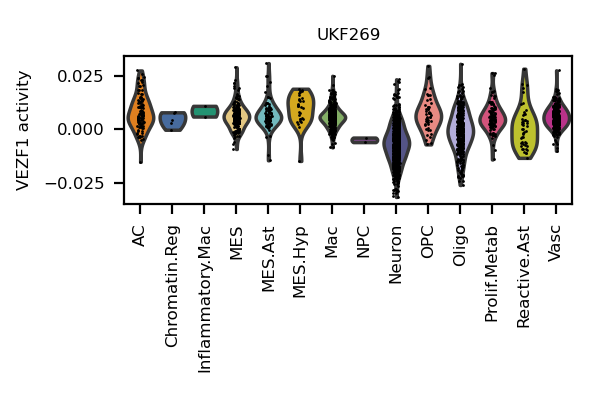 UKF269
VEZF1 activity
0.025
0.000
−0.025
AC
Chromatin.Reg
Inflammatory.Mac
MES
MES.Ast
MES.Hyp
Mac
NPC
Neuron
OPC
Oligo
Prolif.Metab
Reactive.Ast
Vasc